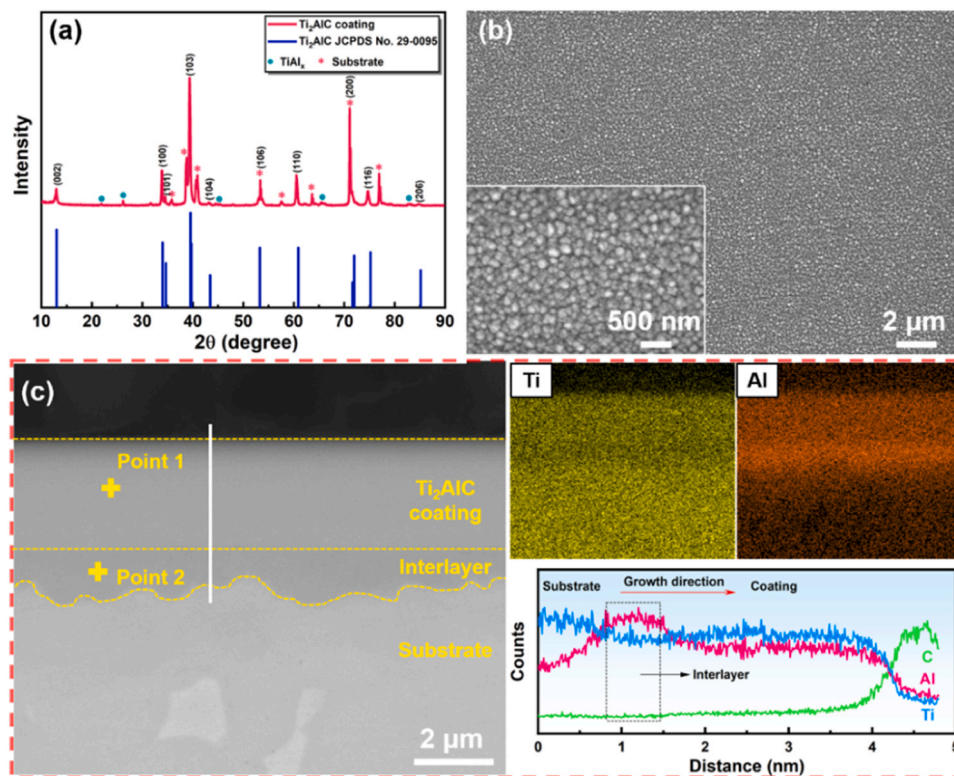 (a)
Ti₂AlC coating
Ti₂AlC JCPDS No. 29-0095
TiAlₓ
* Substrate
(002)
(100)
(101)
(103)
(104)
(106)
(110)
(200)
(116)
(206)
Intensity
10 20 30 40 50 60 70 80 90
2θ (degree)
(b)
500 nm
2 μm
(c)
Point 1
Ti₂AlC
coating
Point 2
Interlayer
Substrate
2 μm
Ti
Al
Substrate
Growth direction
Coating
Interlayer
C
Al
Ti
Counts
0 1 2 3 4 5
Distance (nm)